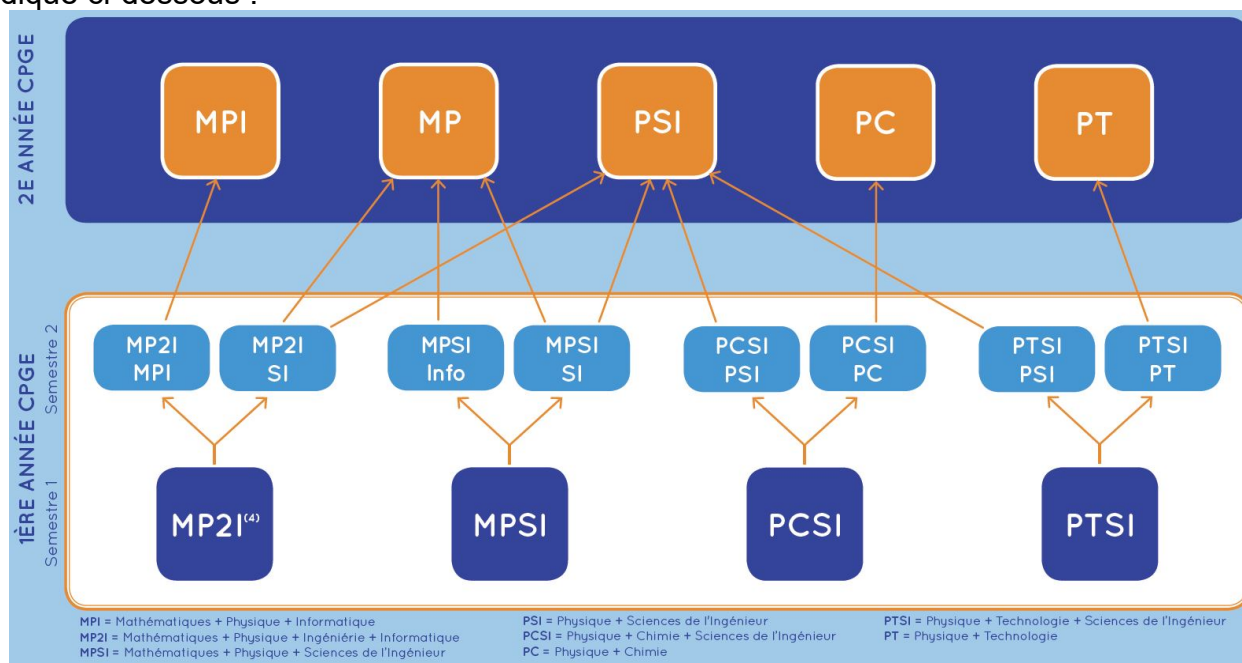 dique ci-dessous :
2E ANNÉE CPGE
MPI
MP
PSI
PC
PT
1ÈRE ANNÉE CPGE
Semestre 2
MP2I
MPI
MP2I
SI
MPSI
Info
MPSI
SI
PCSI
PSI
PCSI
PC
PTSI
PSI
PTSI
PT
Semestre 1
MP2I(4)
MPSI
PCSI
PTSI
MPI = Mathématiques + Physique + Informatique
MP2I = Mathématiques + Physique + Ingéniérie + Informatique
MPSI = Mathématiques + Physique + Sciences de l'Ingénieur
PSI = Physique + Sciences de l'Ingénieur
PCSI = Physique + Chimie + Sciences de l'Ingénieur
PC = Physique + Chimie
PTSI = Physique + Technologie + Sciences de l'Ingénieur
PT = Physique + Technologie